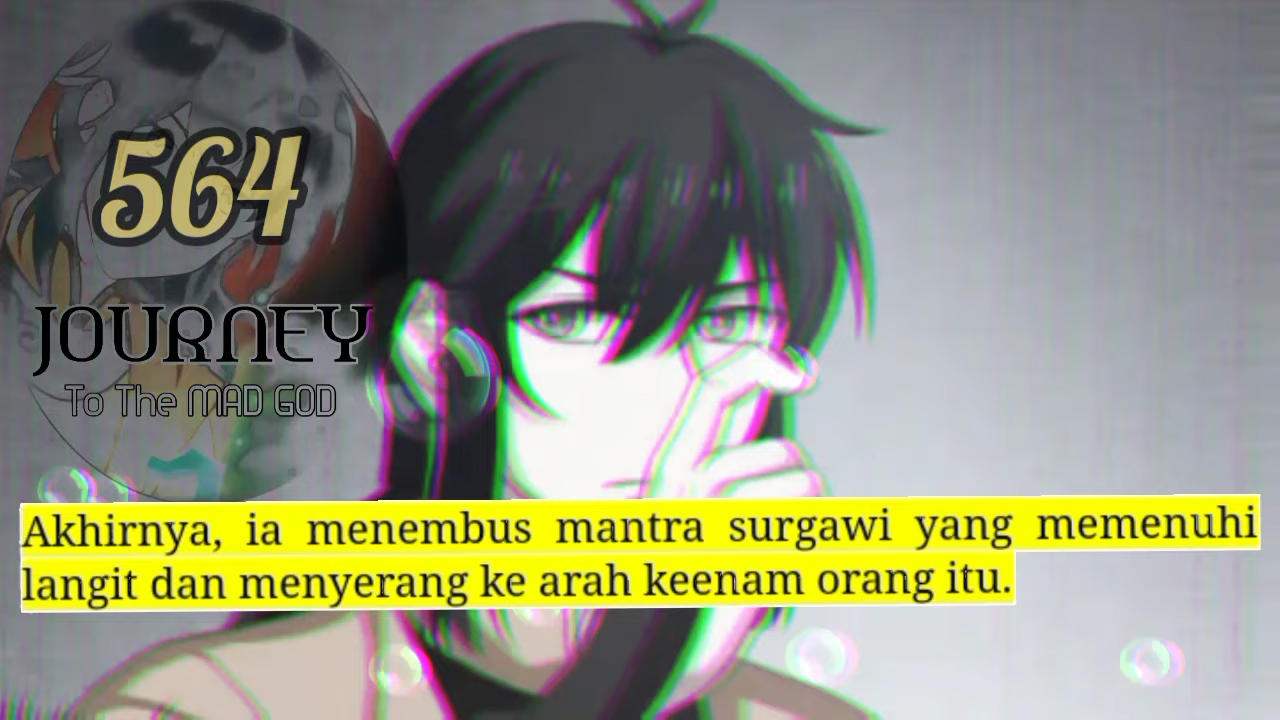 564
JOURNEY
To The MAD GOD
Akhirnya, ia menembus mantra surgawi yang memenuhi
langit dan menyerang ke arah keenam orang itu.